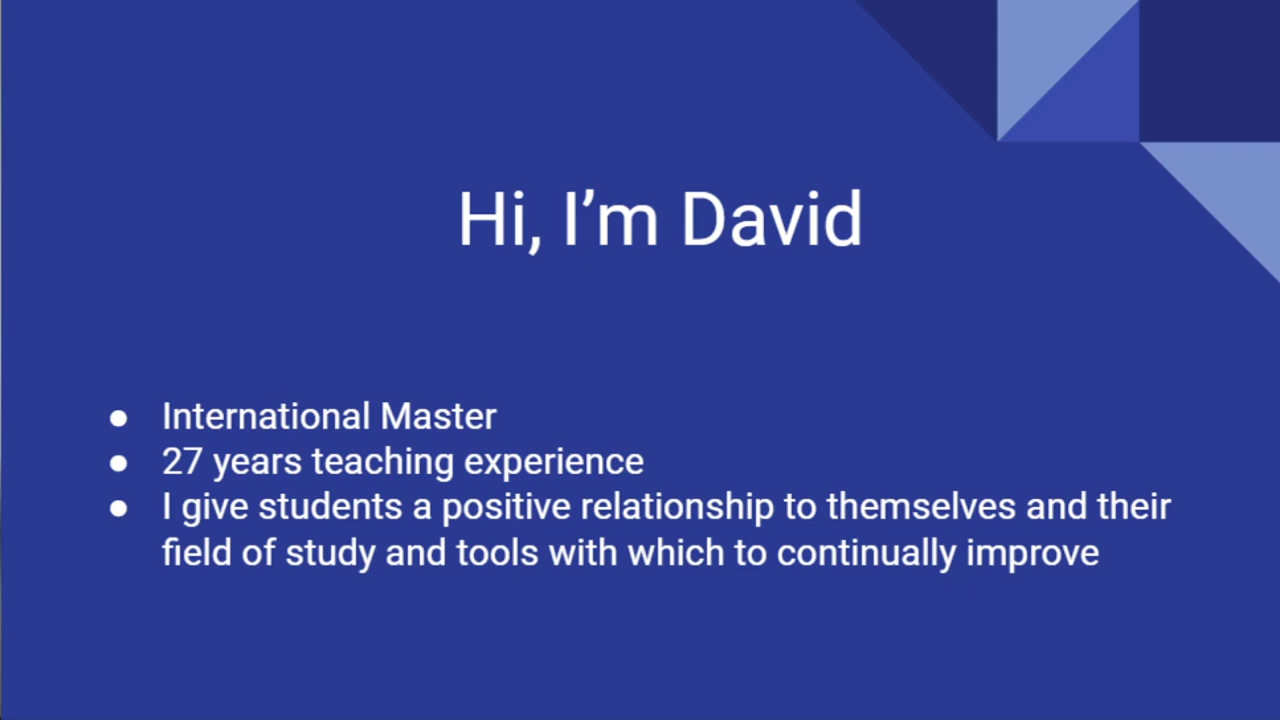 Hi, I’m David
● International Master
● 27 years teaching experience
● I give students a positive relationship to themselves and their
field of study and tools with which to continually improve